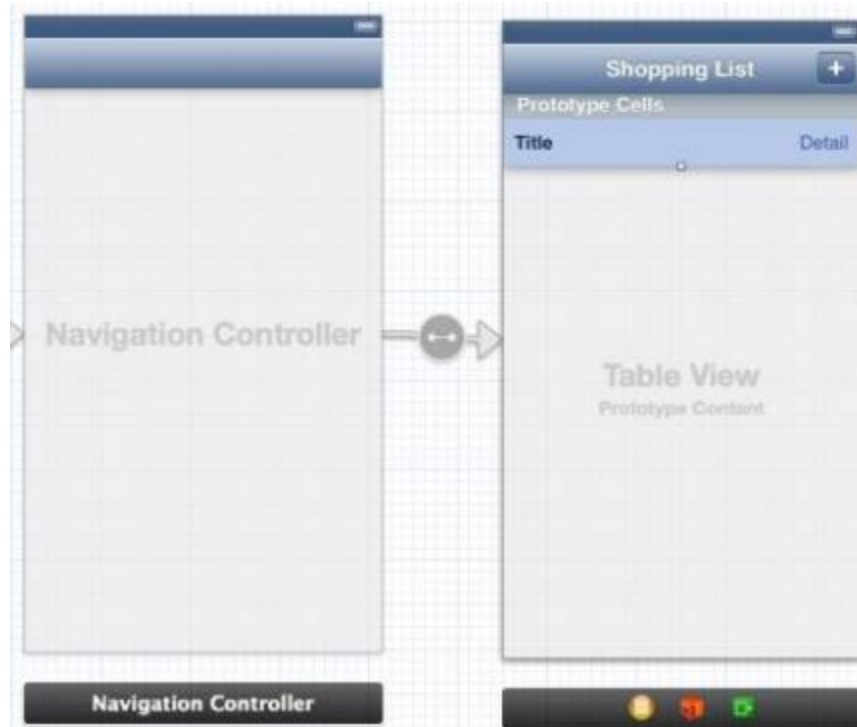 Navigation Controller
Navigation Controller
Shopping List +
Prototype Cells
Title Detail
Table View
Prototype Content